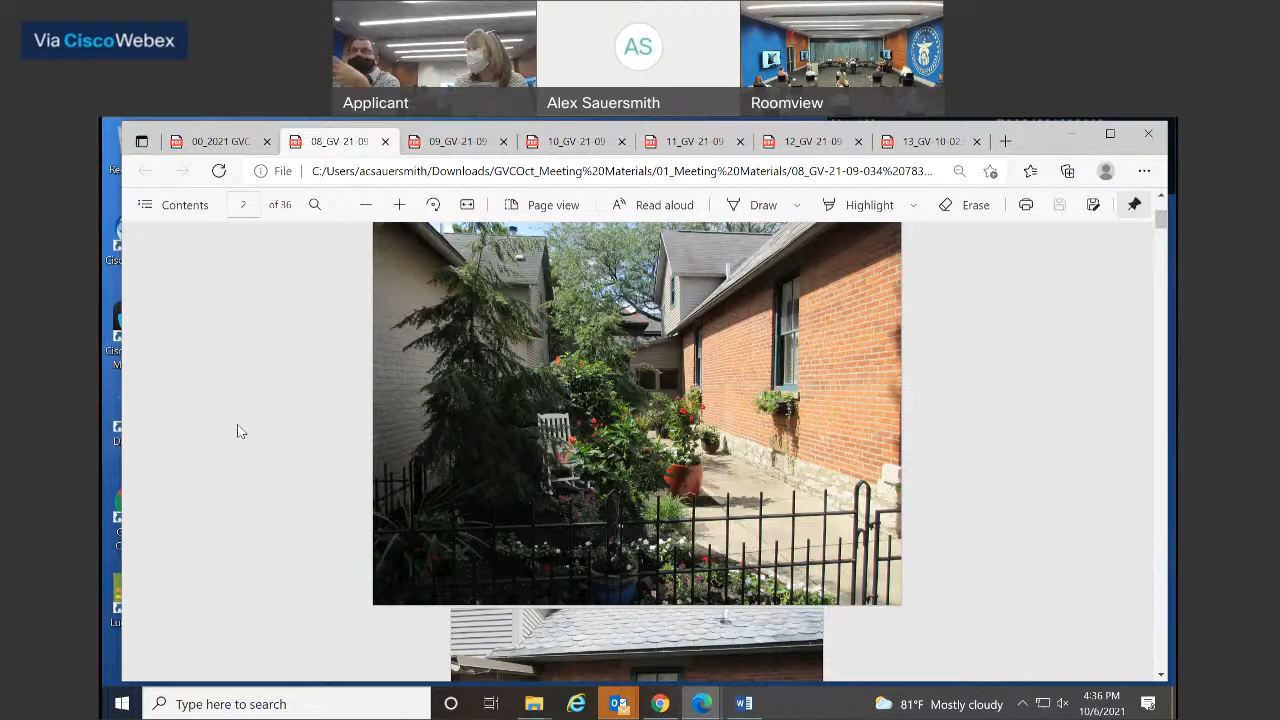 Via CiscoWebex
AS
Applicant
Alex Sauersmith
Roomview
00_2021 GVC
08_GV-21-09
09_GV-21-09
10_GV-21-09
11_GV-21-09
12_GV-21-09
13_GV-10-02
File
C:/Users/acsauersmith/Downloads/GVCOct_Meeting%20Materials/01_Meeting%20Materials/08_GV-21-09-034%20783...
Contents
2
of 36
Page view
Read aloud
Draw
Highlight
Erase
Type here to search
81°F Mostly cloudy
4:36 PM
10/6/2021